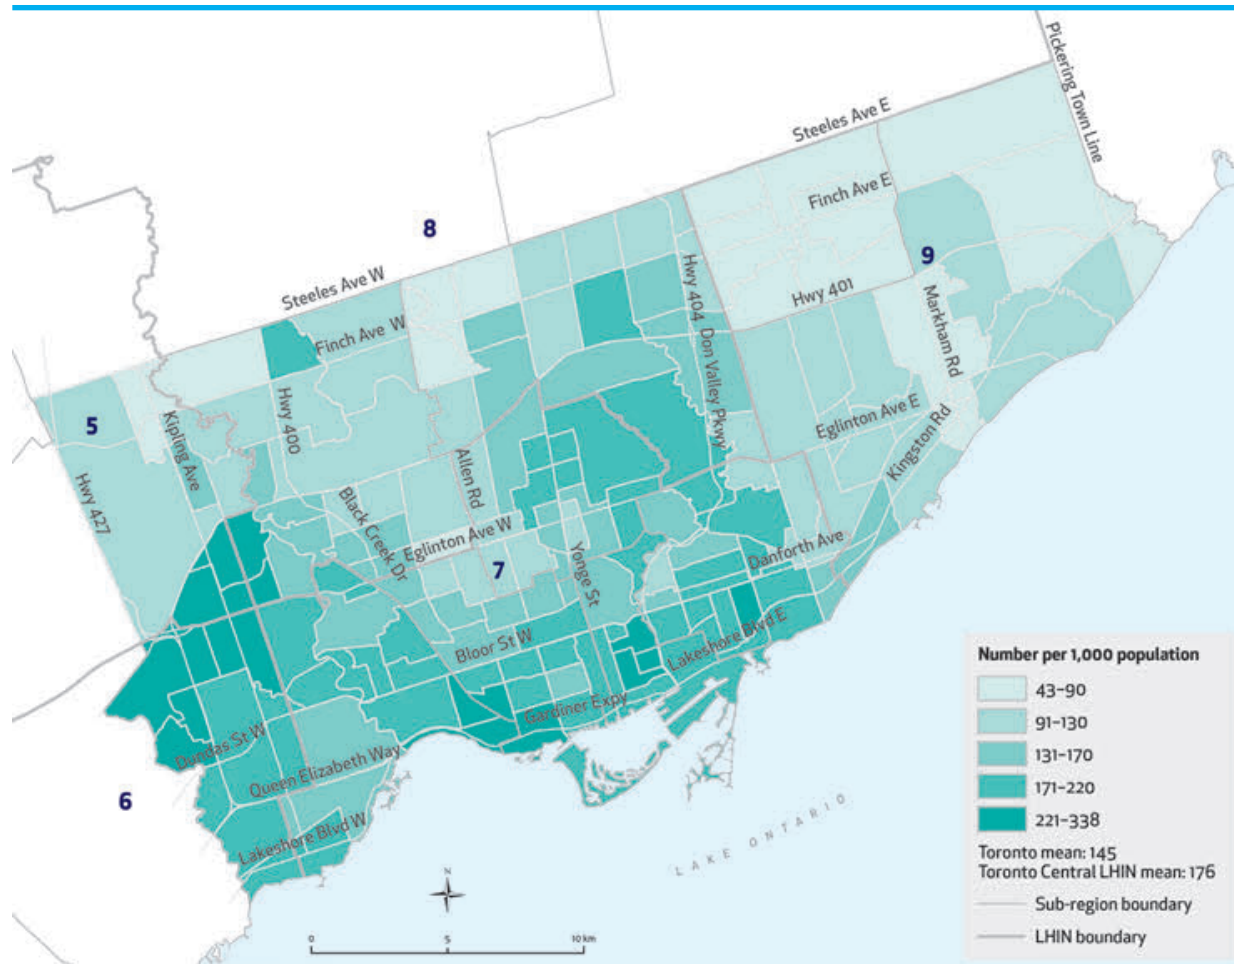 Pickering Town Line
Steeles Ave E
Finch Ave E
8
9
Steeles Ave W
Hwy 404
Hwy 401
Finch Ave W
Don Valley Pkwy
Markham Rd
5
Kipling Ave
Hwy 400
Eglinton Ave E
Kingston Rd
Hwy 427
Black Creek Dr
Allen Rd
Eglinton Ave W
7
Yonge St
Danforth Ave
Bloor St W
Lakeshore Blvd E
Gardiner Expy
Dundas St W
Queen Elizabeth Way
6
Lakeshore Blvd W
LAKE ONTARIO
N
0 5 10 km
Number per 1,000 population
43–90
91–130
131–170
171–220
221–338
Toronto mean: 145
Toronto Central LHIN mean: 176
Sub-region boundary
LHIN boundary